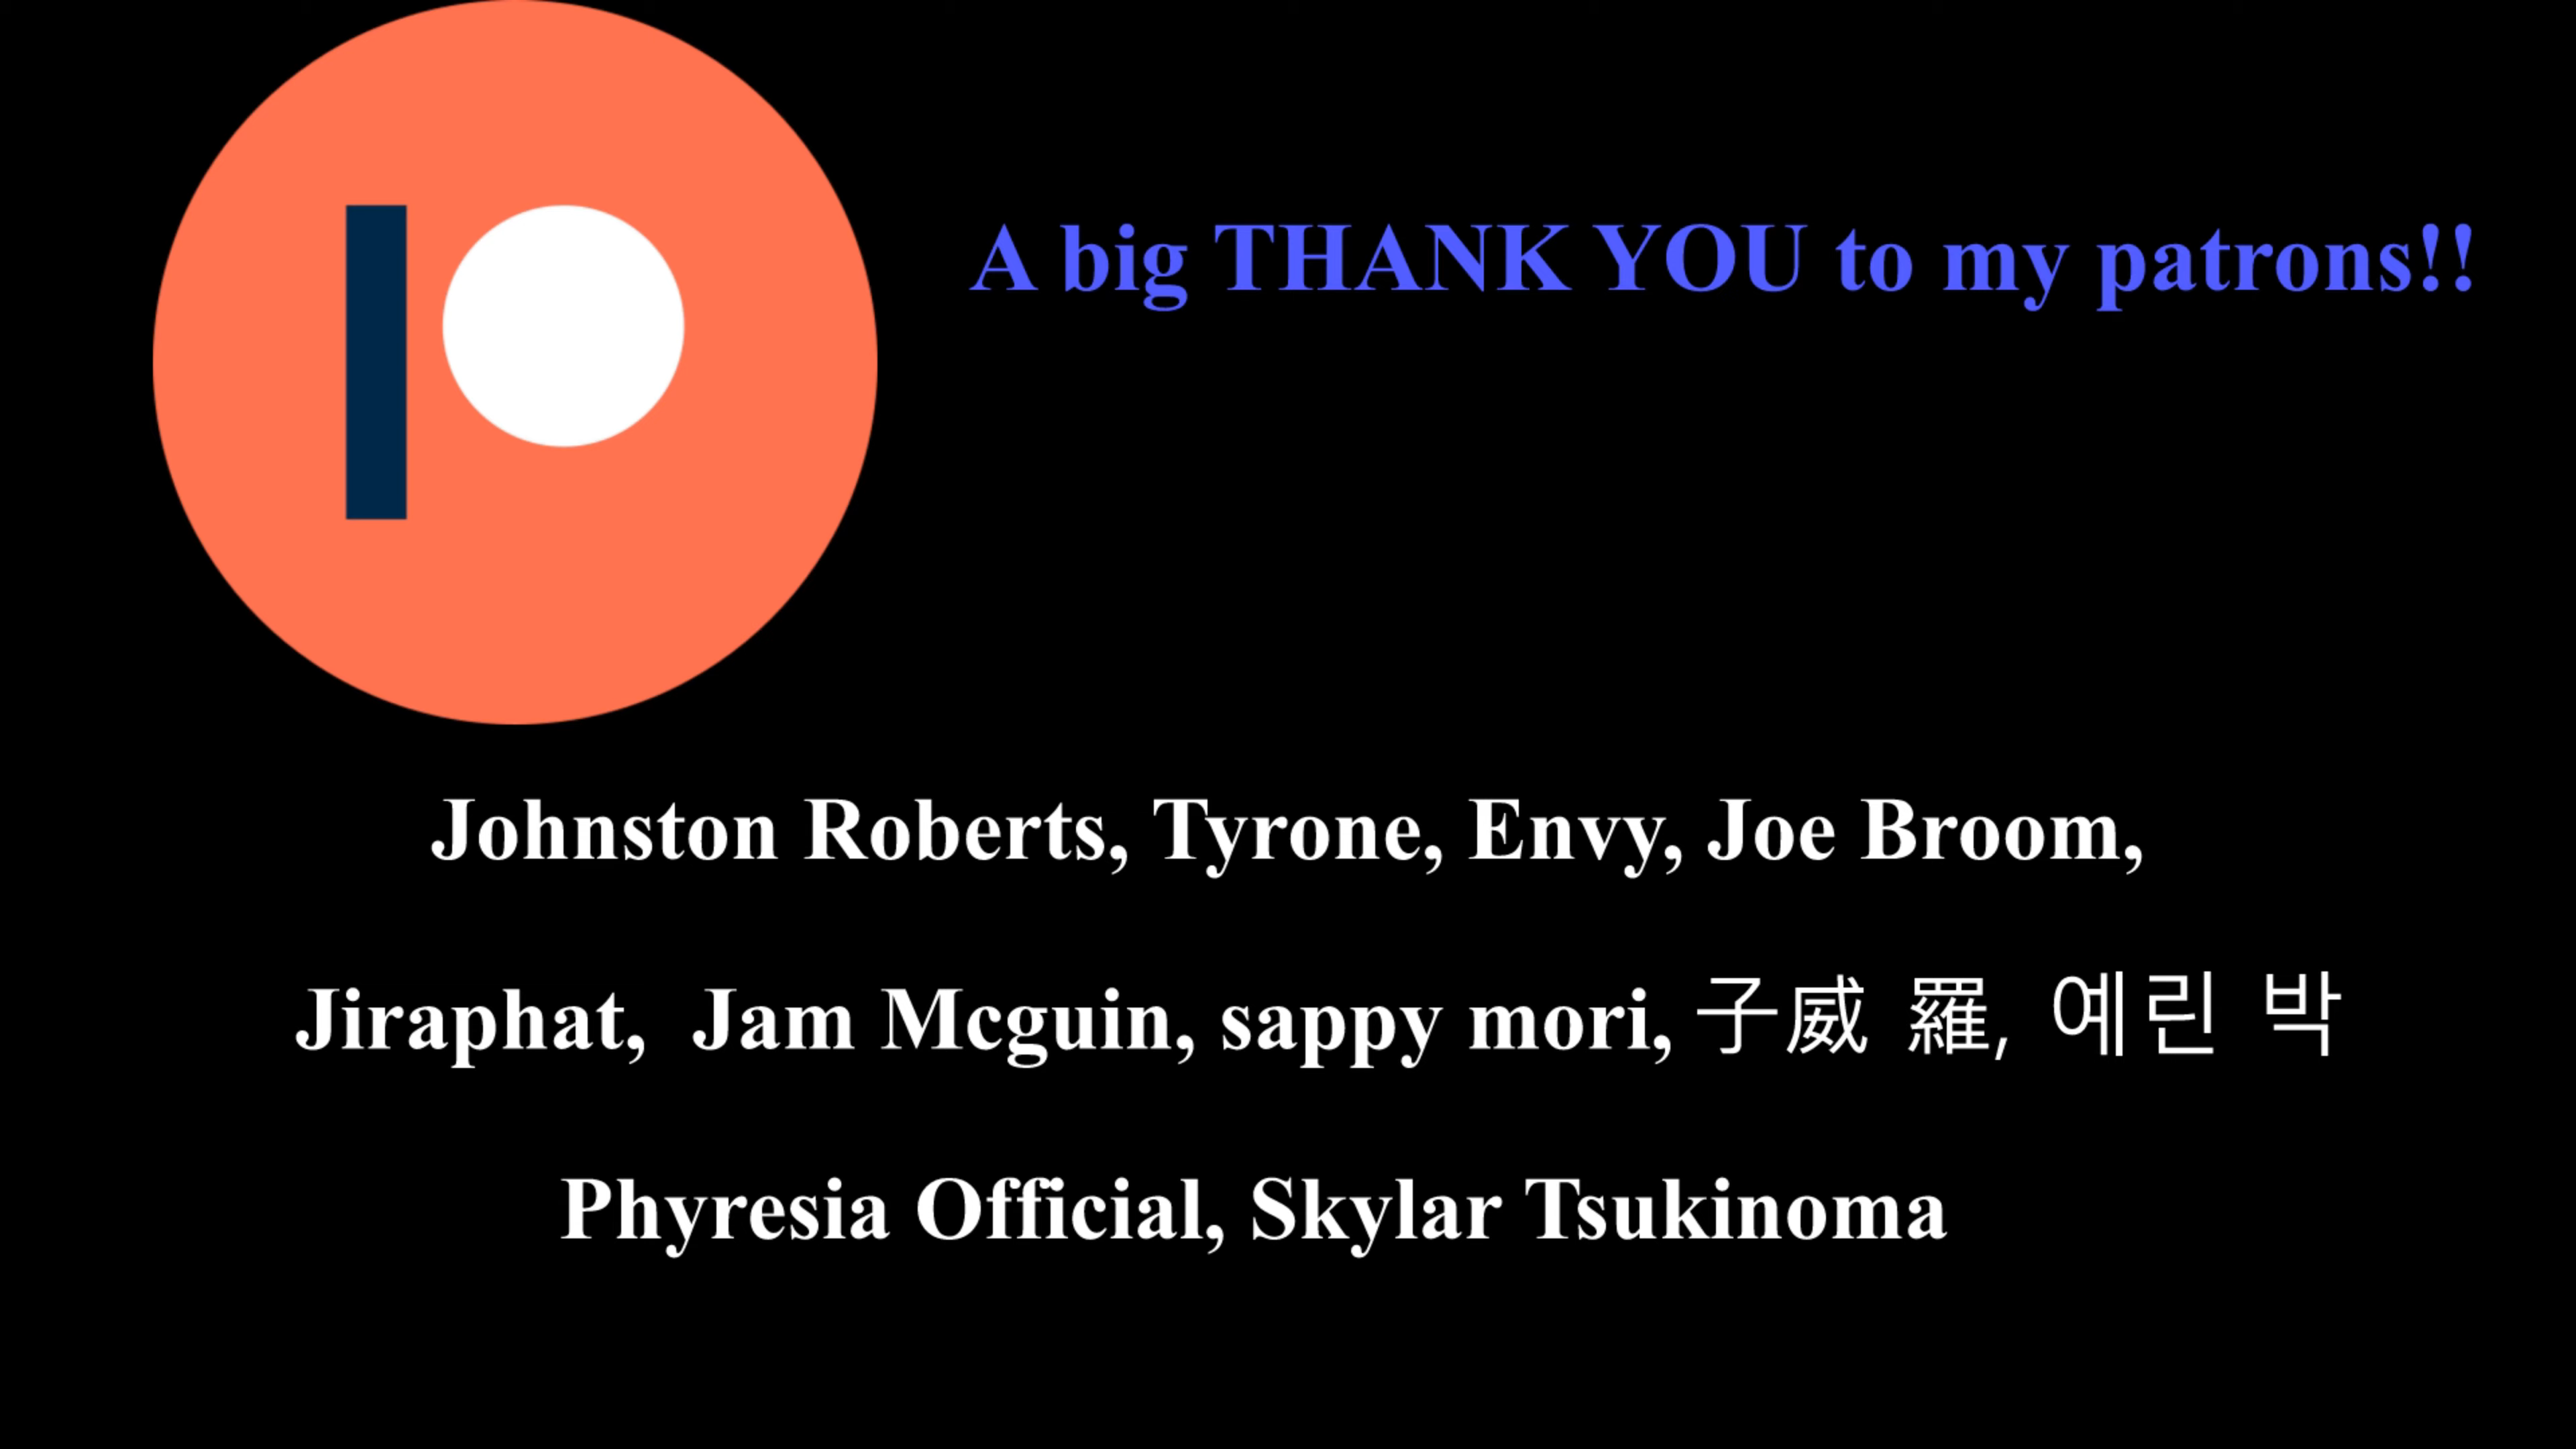 A big THANK YOU to my patrons!!
Johnston Roberts, Tyrone, Envy, Joe Broom,
Jiraphat,  Jam Mcguin, sappy mori, 子威 羅, 예린 박
Phyresia Official, Skylar Tsukinoma